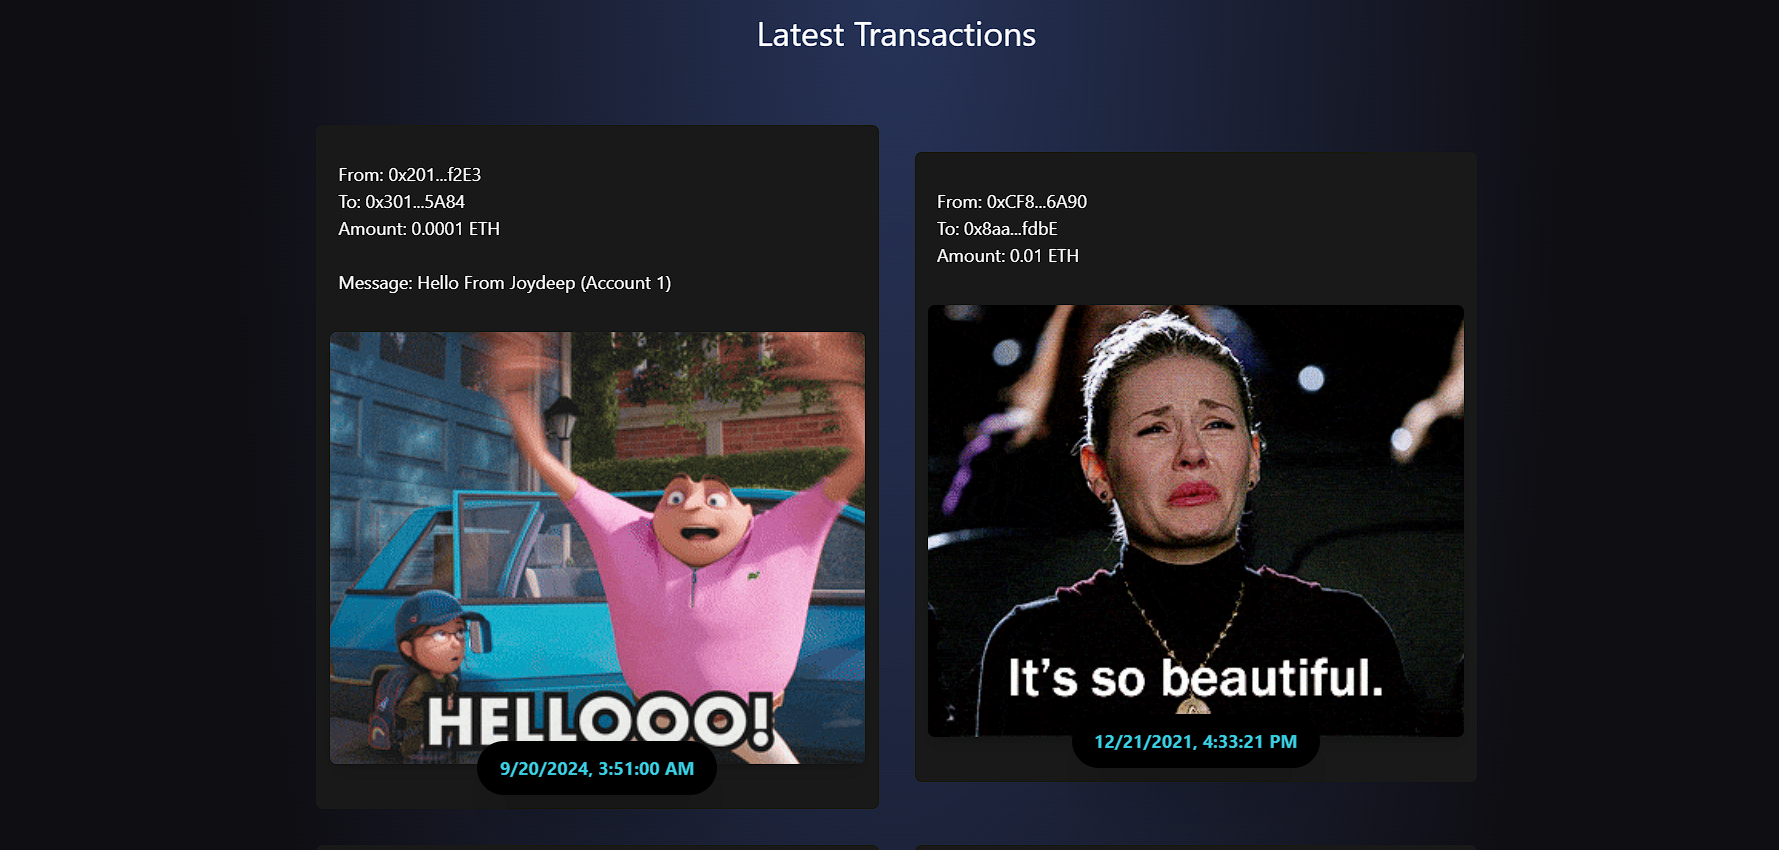 Latest Transactions
From: 0x201...f2E3
To: 0x301...5A84
Amount: 0.0001 ETH
Message: Hello From Joydeep (Account 1)
HELLOOO!
9/20/2024, 3:51:00 AM
From: 0xCF8...6A90
To: 0x8aa...fdbE
Amount: 0.01 ETH
It's so beautiful.
12/21/2021, 4:33:21 PM